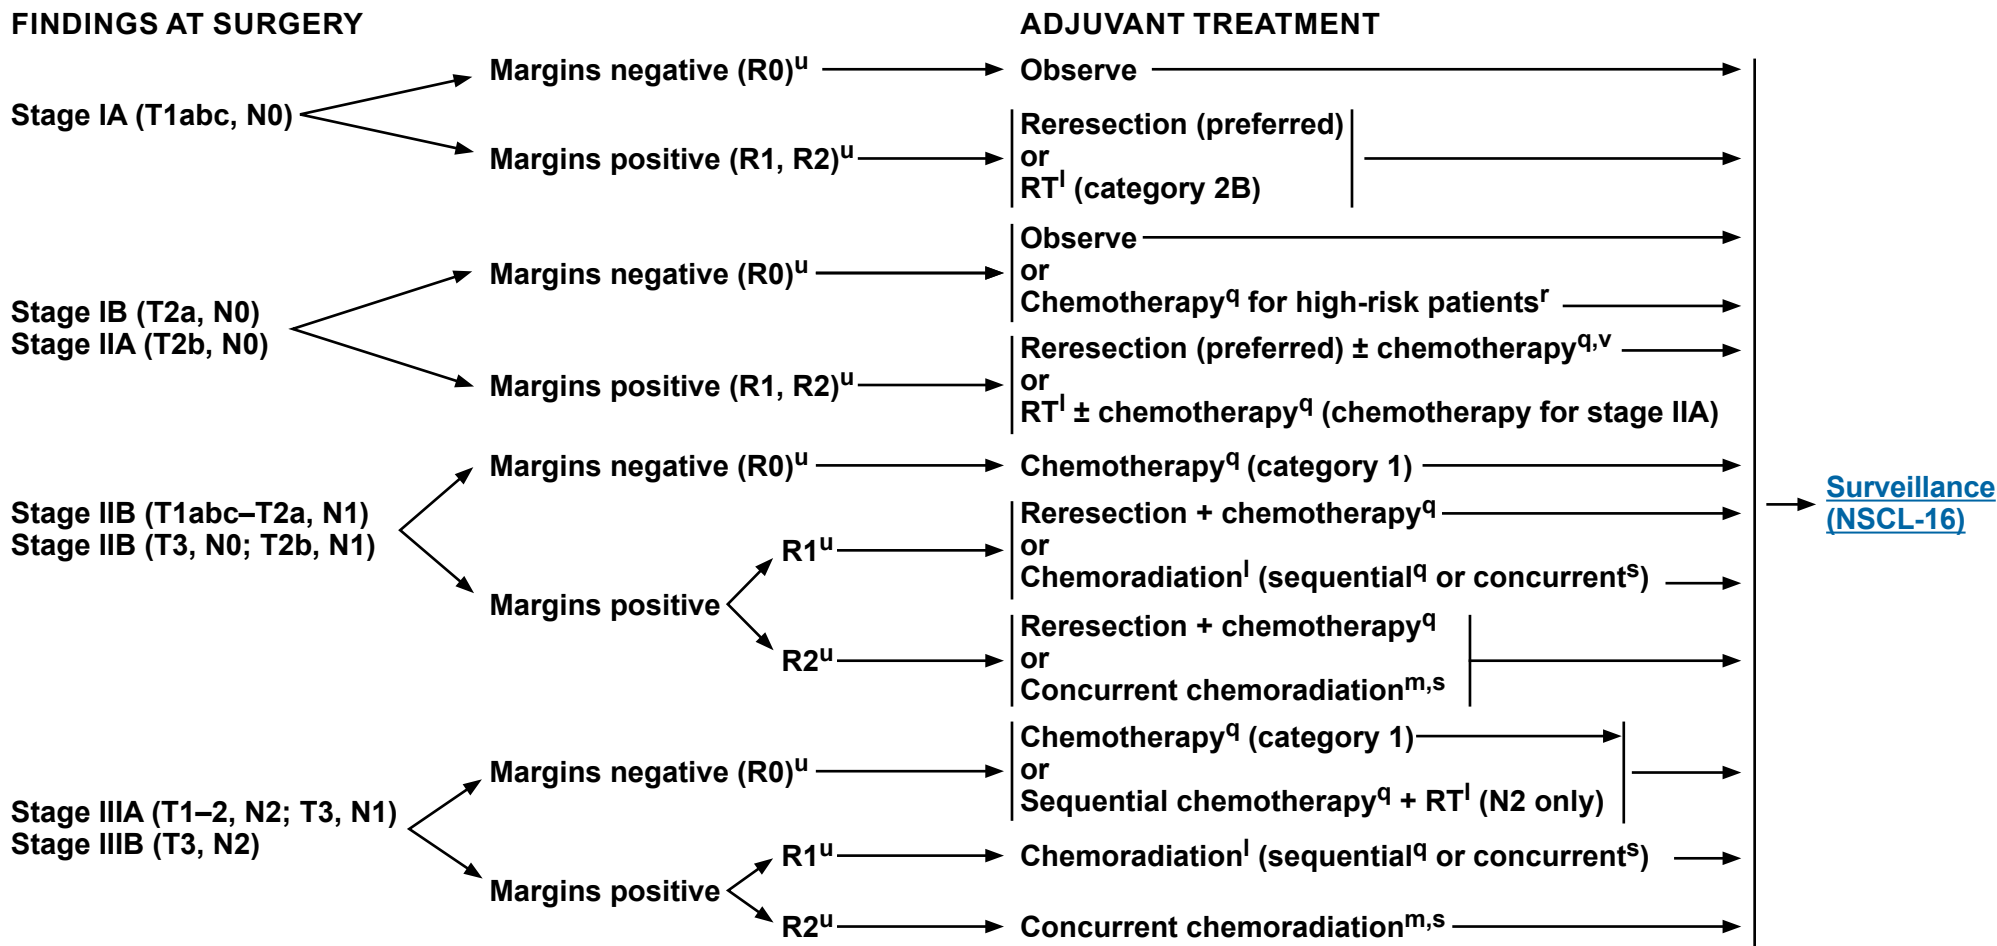 FINDINGS AT SURGERY
ADJUVANT TREATMENT
Stage IA (T1abc, N0)
Margins negative (R0)u
Observe
Margins positive (R1, R2)u
Reresection (preferred)
or
RTl (category 2B)
Stage IB (T2a, N0)
Stage IIA (T2b, N0)
Margins negative (R0)u
Observe
or
Chemotherapyq for high-risk patientsr
Margins positive (R1, R2)u
Reresection (preferred) ± chemotherapyq,v
or
RTl ± chemotherapyq (chemotherapy for stage IIA)
Stage IIB (T1abc–T2a, N1)
Stage IIB (T3, N0; T2b, N1)
Margins negative (R0)u
Chemotherapyq (category 1)
Margins positive
R1u
Reresection + chemotherapyq
or
Chemoradiationl (sequentialq or concurrents)
R2u
Reresection + chemotherapyq
or
Concurrent chemoradiationm,s
Stage IIIA (T1–2, N2; T3, N1)
Stage IIIB (T3, N2)
Margins negative (R0)u
Chemotherapyq (category 1)
or
Sequential chemotherapyq + RTl (N2 only)
Margins positive
R1u
Chemoradiationl (sequentialq or concurrents)
R2u
Concurrent chemoradiationm,s
Surveillance
(NSCL-16)